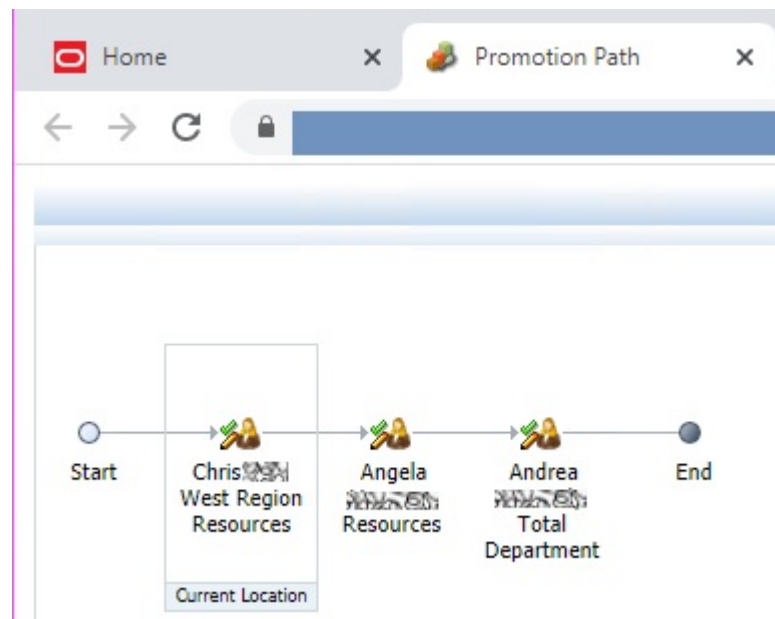 Home
Promotion Path
Start
Chris
West Region
Resources
Current Location
Angela
Resources
Andrea
Total
Department
End